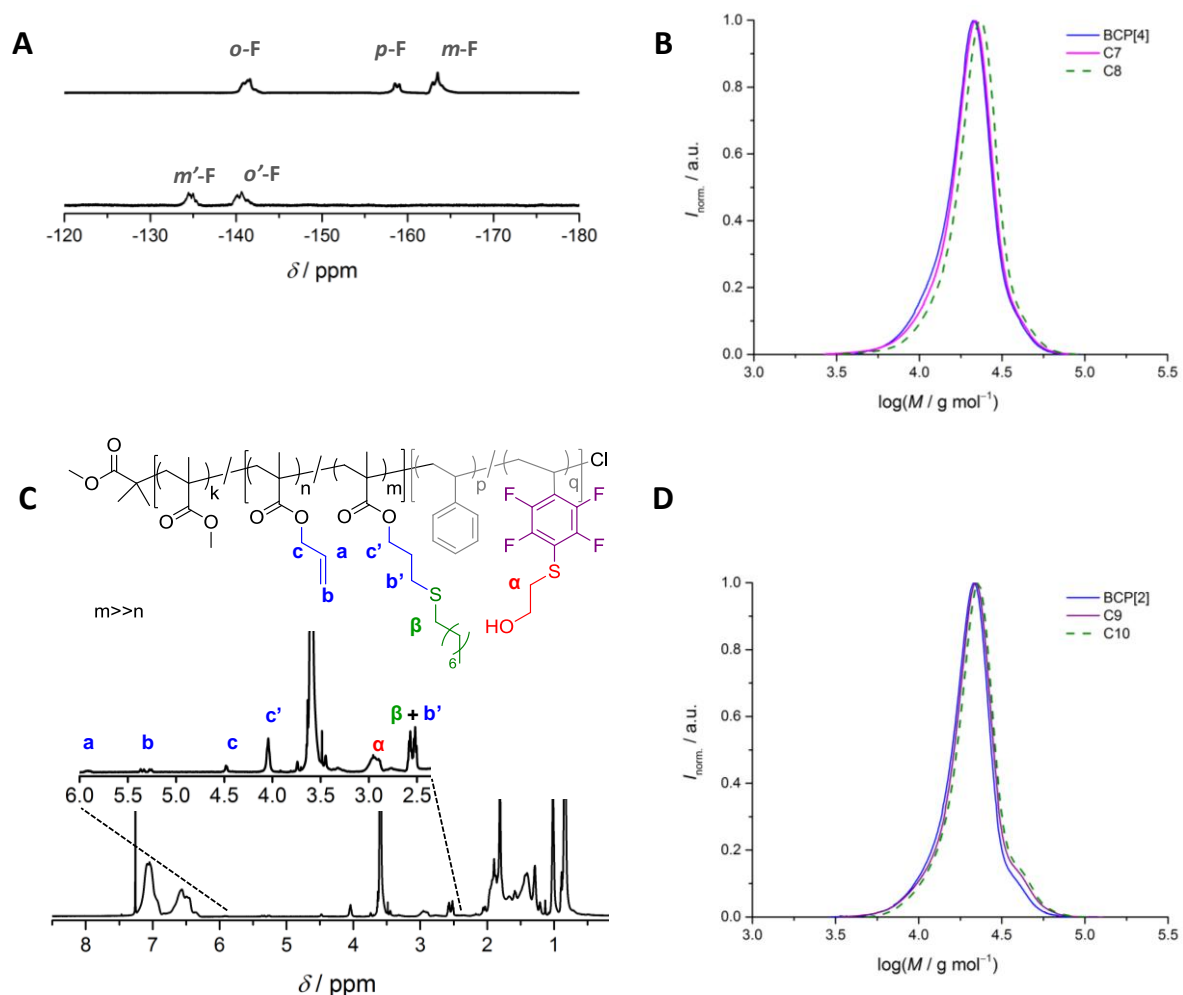 A
o-F
p-F
m-F
m'-F
o'-F
-120 -130 -140 -150 -160 -170 -180
δ / ppm
B
BCP[4]
C7
C8
1.0
0.8
0.6
0.4
0.2
0.0
I norm. / a.u.
3.0 3.5 4.0 4.5 5.0 5.5
log(M / g mol⁻¹)
C
O
O
k
O
O
n
O
O
m
O
O
p
q
Cl
F
F
F
F
S
α
HO
c
a
b
c'
b'
S
β
6
m>>n
a
b
c
c'
α
β + b'
6.0 5.5 5.0 4.5 4.0 3.5 3.0 2.5
8 7 6 5 4 3 2 1
δ / ppm
D
BCP[2]
C9
C10
1.0
0.8
0.6
0.4
0.2
0.0
I norm. / a.u.
3.0 3.5 4.0 4.5 5.0 5.5
log(M / g mol⁻¹)